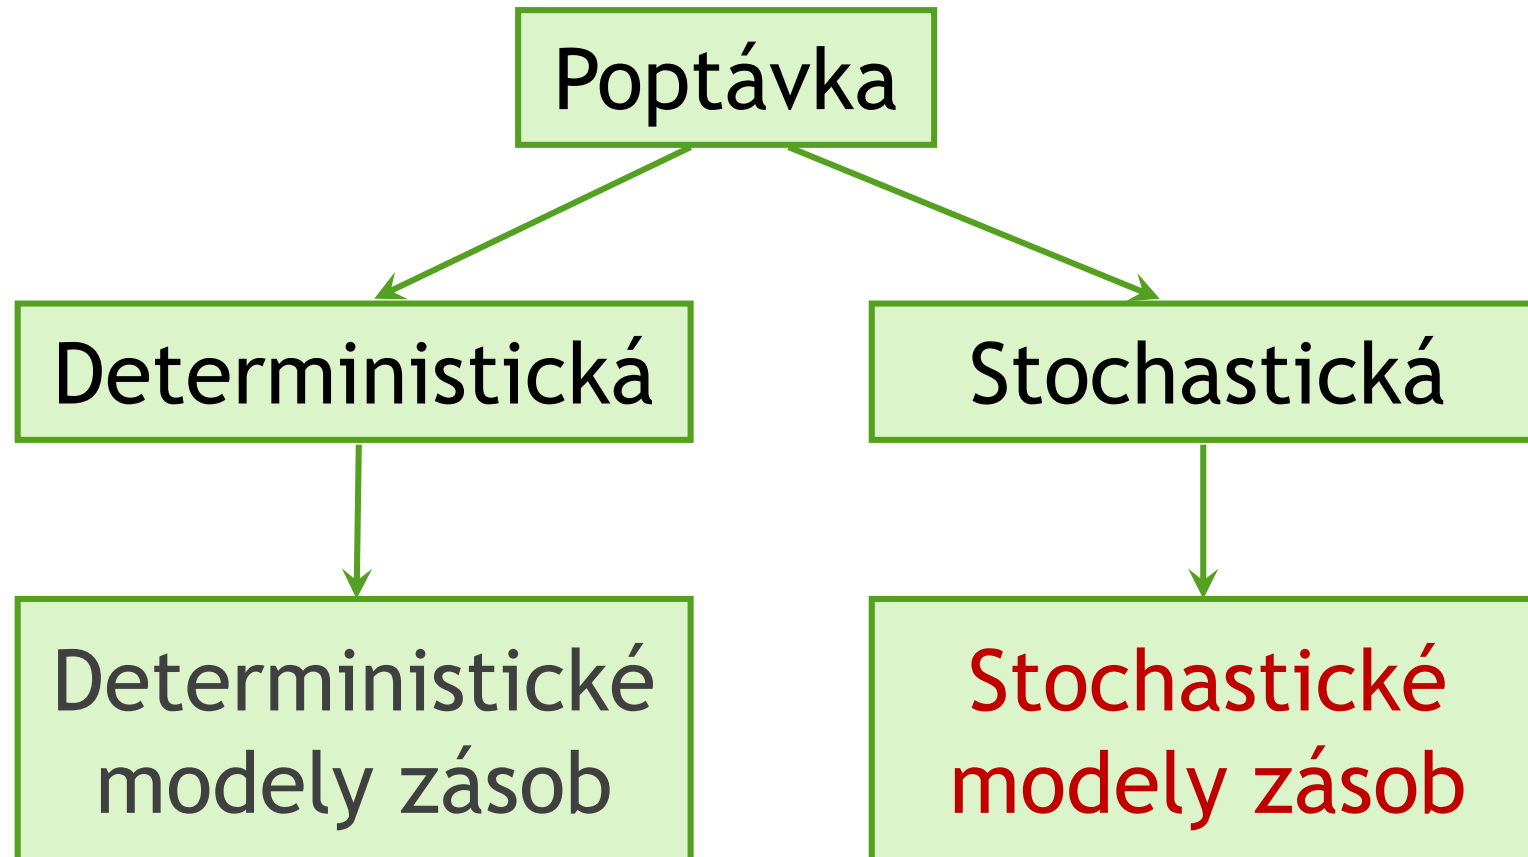 Poptávka
Deterministická
Stochastická
Deterministické
modely zásob
Stochastické
modely zásob